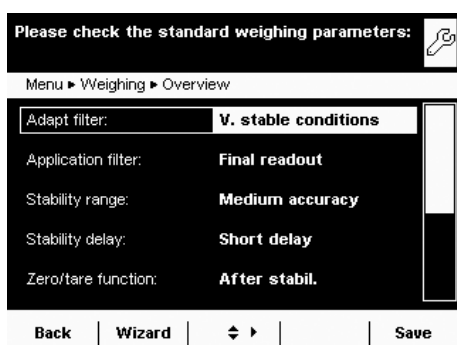 Please check the standard weighing parameters:
Menu ▸ Weighing ▸ Overview
Adapt filter: V. stable conditions
Application filter: Final readout
Stability range: Medium accuracy
Stability delay: Short delay
Zero/tare function: After stabil.
Back Wizard Save